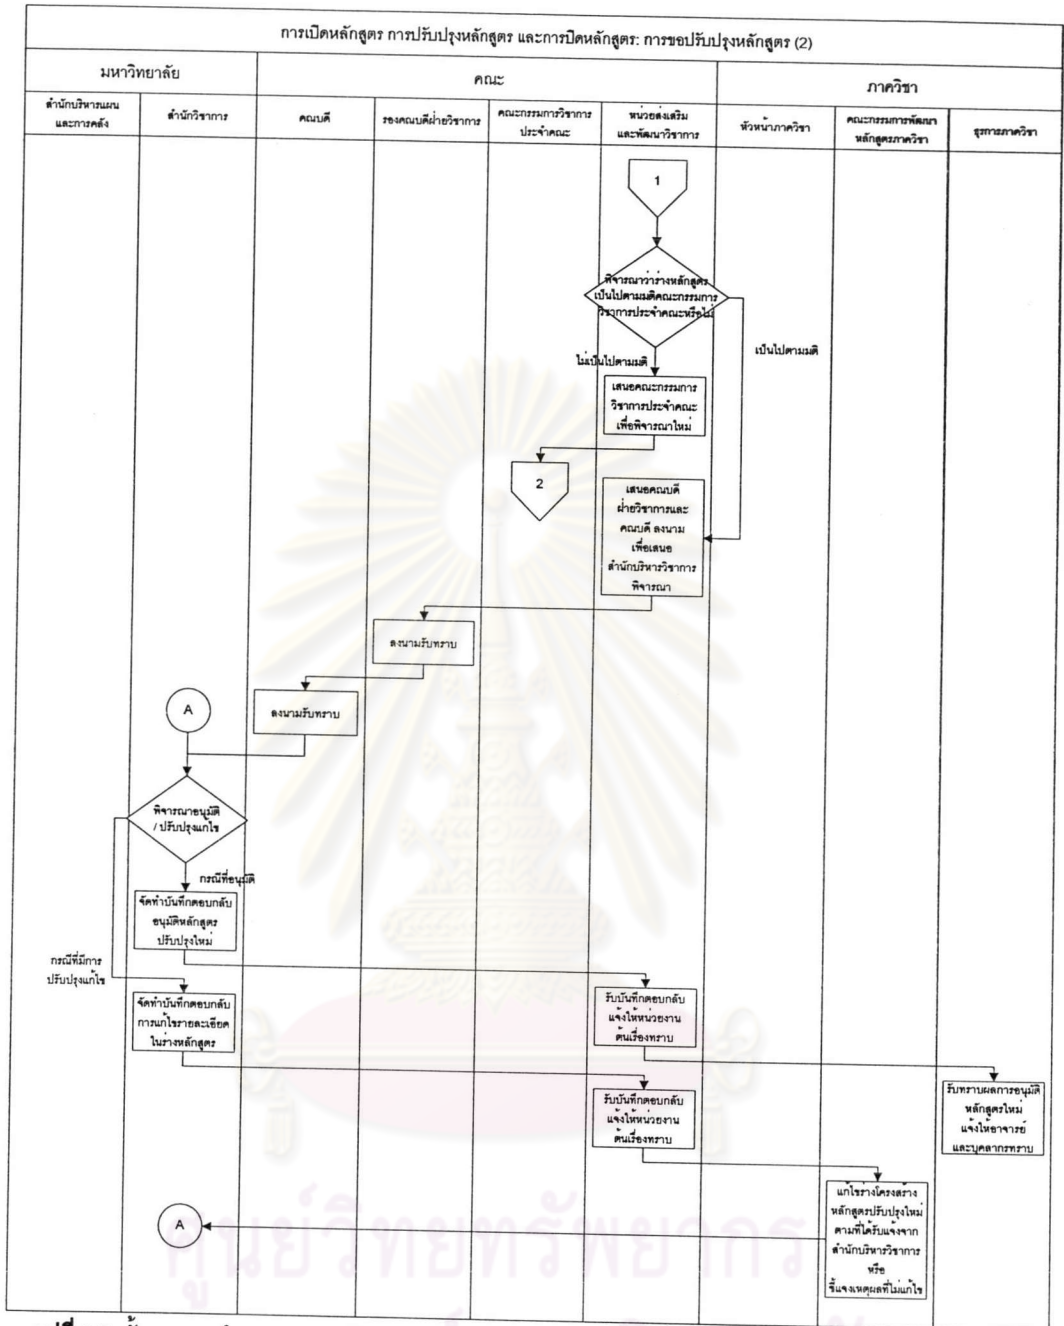 การเปิดหลักสูตร การปรับปรุงหลักสูตร และการปิดหลักสูตร: การขอปรับปรุงหลักสูตร (2)
มหาวิทยาลัย
คณะ
ภาควิชา
สำนักบริหารแผน
และการคลัง
สำนักวิชาการ
คณบดี
รองคณบดีฝ่ายวิชาการ
คณะกรรมการวิชาการ
ประจำคณะ
หน่วยส่งเสริม
และพัฒนาวิชาการ
หัวหน้าภาควิชา
คณะกรรมการพัฒนา
หลักสูตรภาควิชา
ธุรการภาควิชา
1
พิจารณาว่าร่างหลักสูตร
เป็นไปตามมติคณะกรรมการ
วิชาการประจำคณะหรือไม่
ไม่เป็นไปตามมติ
เป็นไปตามมติ
เสนอคณะกรรมการ
วิชาการประจำคณะ
เพื่อพิจารณาใหม่
2
เสนอคณบดี
ฝ่ายวิชาการและ
คณบดี ลงนาม
เพื่อเสนอ
สำนักบริหารวิชาการ
พิจารณา
ลงนามรับทราบ
ลงนามรับทราบ
A
พิจารณาอนุมัติ
/ ปรับปรุงแก้ไข
กรณีที่อนุมัติ
จัดทำบันทึกตอบกลับ
อนุมัติหลักสูตร
ปรับปรุงใหม่
กรณีที่มีการ
ปรับปรุงแก้ไข
จัดทำบันทึกตอบกลับ
การแก้ไขรายละเอียด
ในร่างหลักสูตร
รับบันทึกตอบกลับ
แจ้งให้หน่วยงาน
ต้นเรื่องทราบ
รับบันทึกตอบกลับ
แจ้งให้หน่วยงาน
ต้นเรื่องทราบ
รับทราบผลการอนุมัติ
หลักสูตรใหม่
แจ้งให้อาจารย์
และบุคลากรทราบ
แก้ไขร่างโครงสร้าง
หลักสูตรปรับปรุงใหม่
ตามที่ได้รับแจ้งจาก
สำนักบริหารวิชาการ
หรือ
ชี้แจงเหตุผลที่ไม่แก้ไข
A
ศูนย์วิทยทรัพยากร